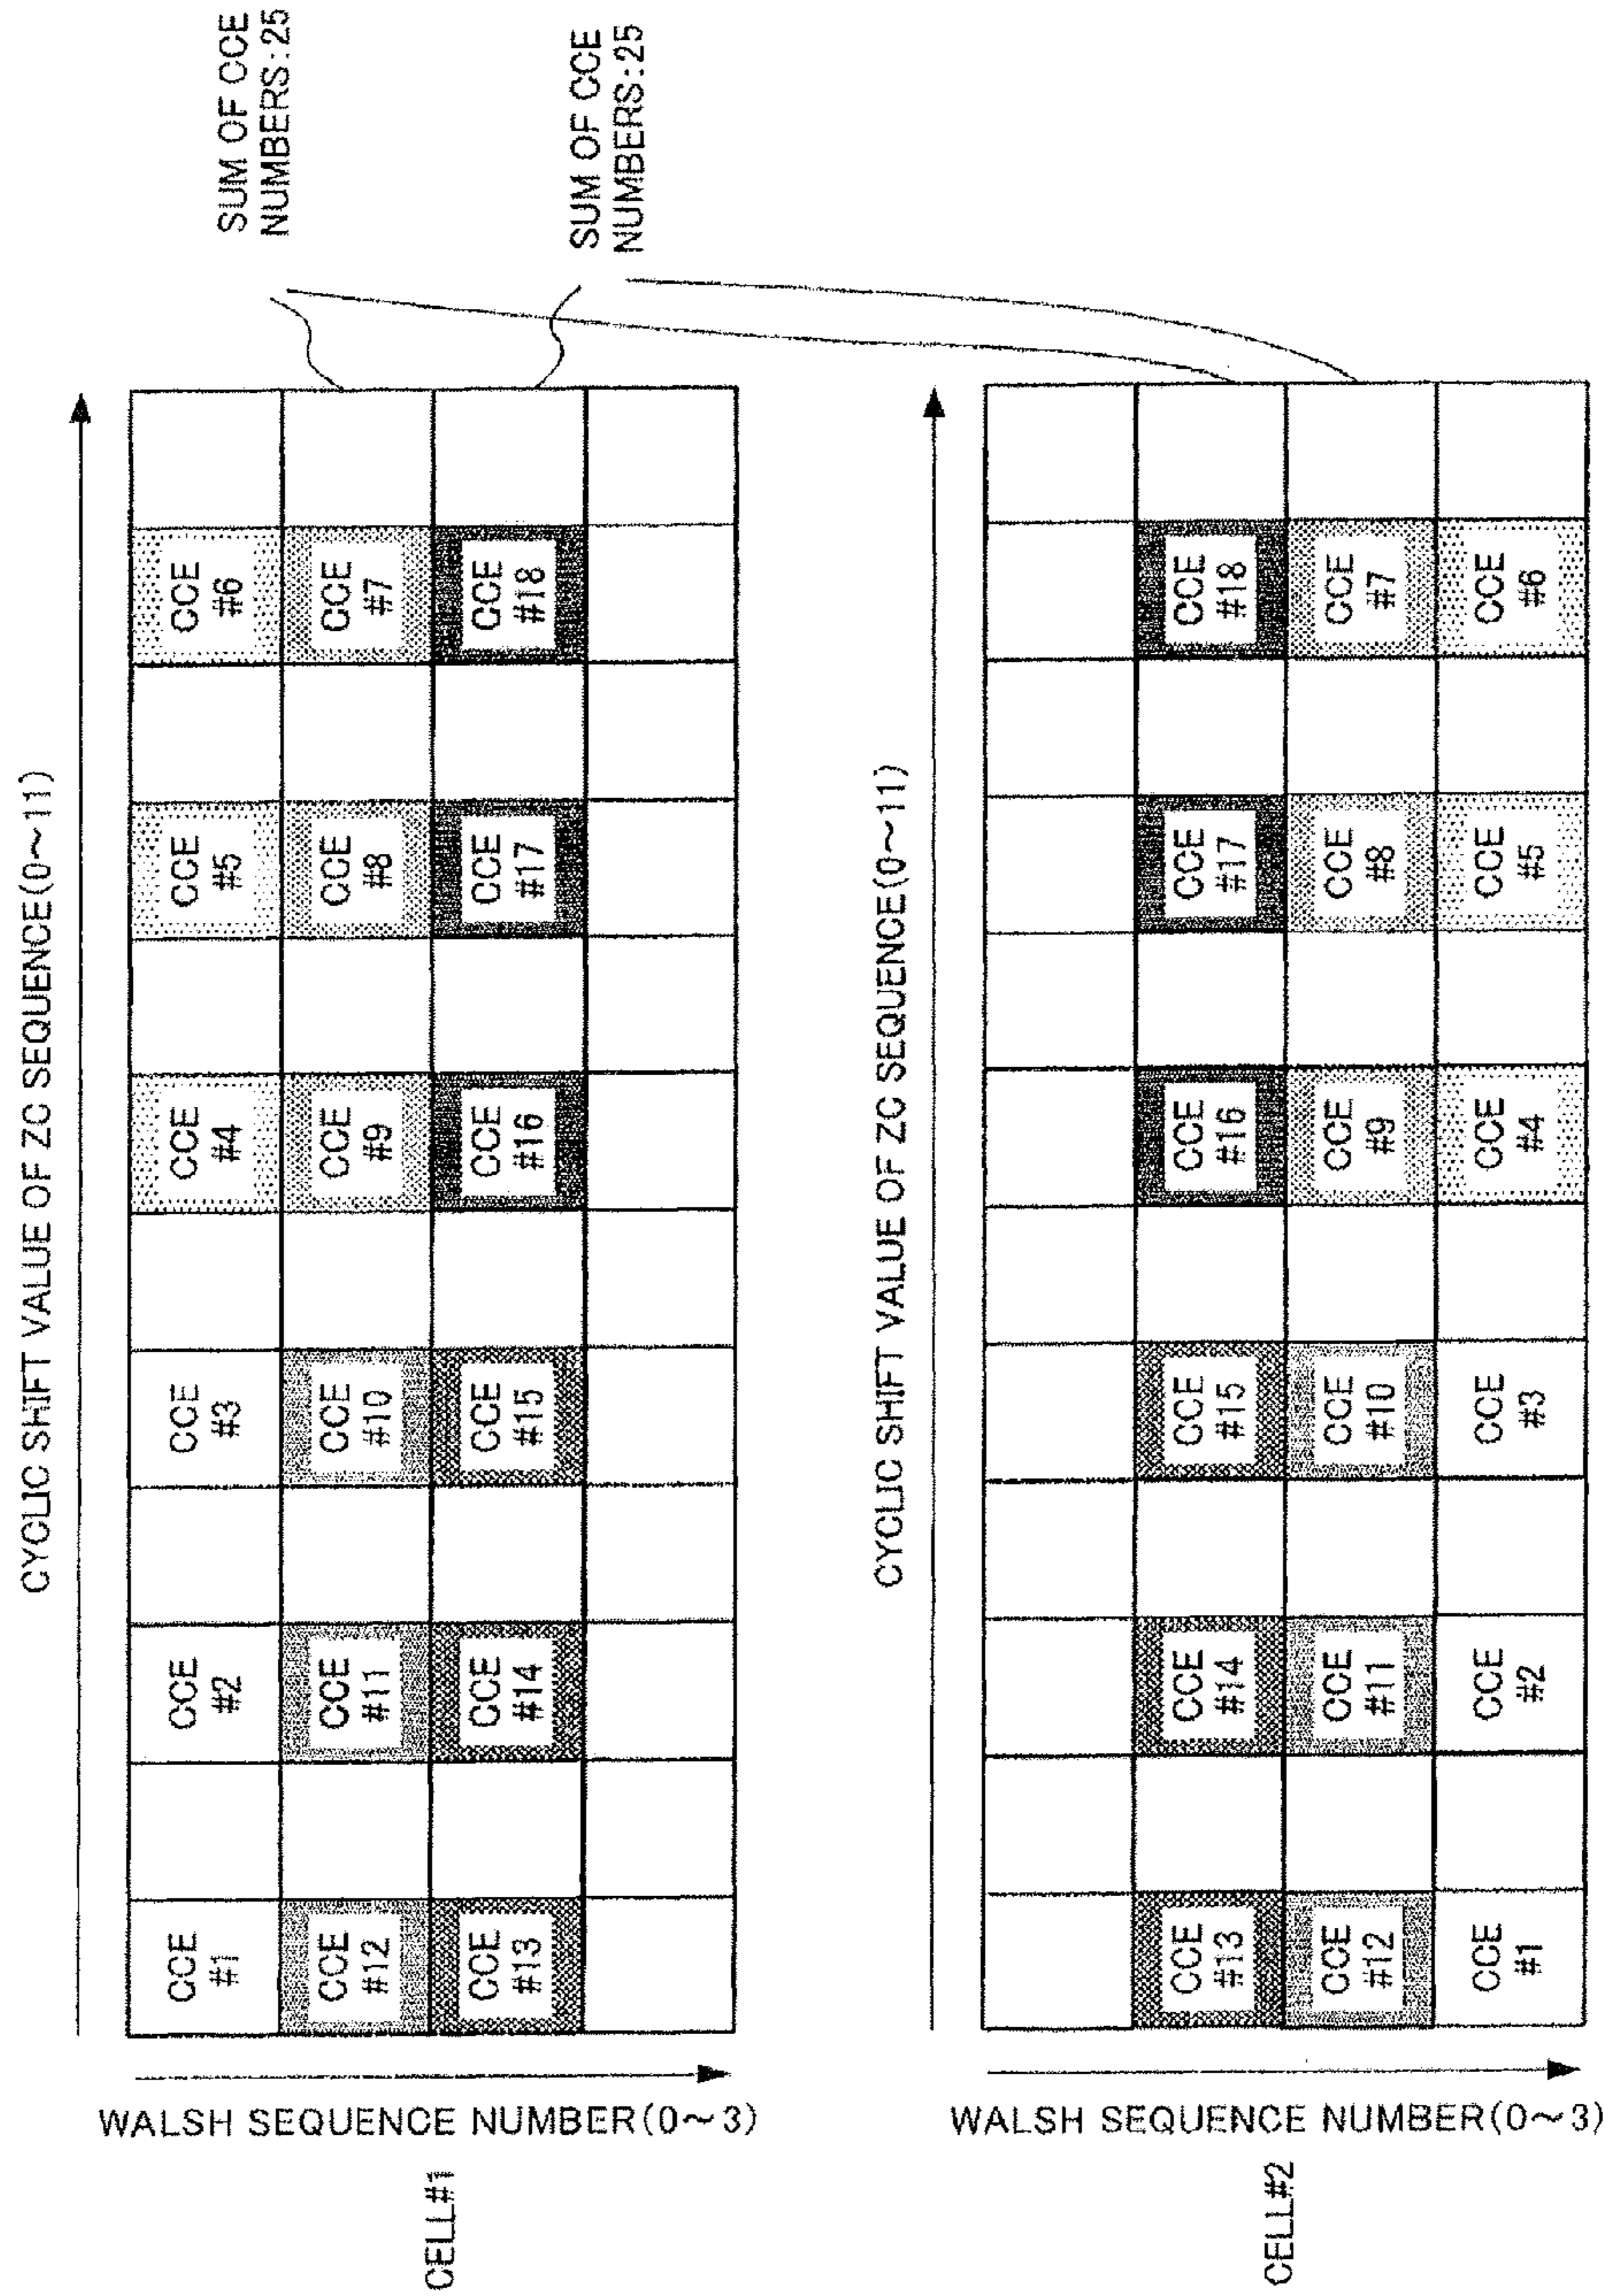 CYCLIC SHIFT VALUE OF ZC SEQUENCE(0~11)
SUM OF CCE
NUMBERS:25
SUM OF CCE
NUMBERS:25
CCE
#1
CCE
#2
CCE
#3
CCE
#4
CCE
#5
CCE
#6
CCE
#12
CCE
#11
CCE
#10
CCE
#9
CCE
#8
CCE
#7
CCE
#13
CCE
#14
CCE
#15
CCE
#16
CCE
#17
CCE
#18
WALSH SEQUENCE NUMBER(0~3)
CELL#1
CYCLIC SHIFT VALUE OF ZC SEQUENCE(0~11)
CCE
#13
CCE
#14
CCE
#15
CCE
#16
CCE
#17
CCE
#18
CCE
#12
CCE
#11
CCE
#10
CCE
#9
CCE
#8
CCE
#7
CCE
#1
CCE
#2
CCE
#3
CCE
#4
CCE
#5
CCE
#6
WALSH SEQUENCE NUMBER(0~3)
CELL#2